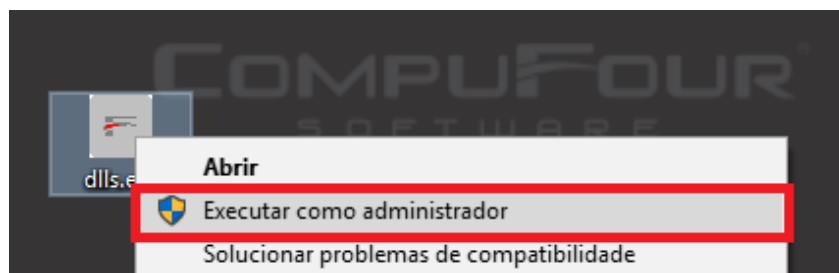 COMPUFOUR
SOFTWARE
dlls.e
Abrir
Executar como administrador
Solucionar problemas de compatibilidade